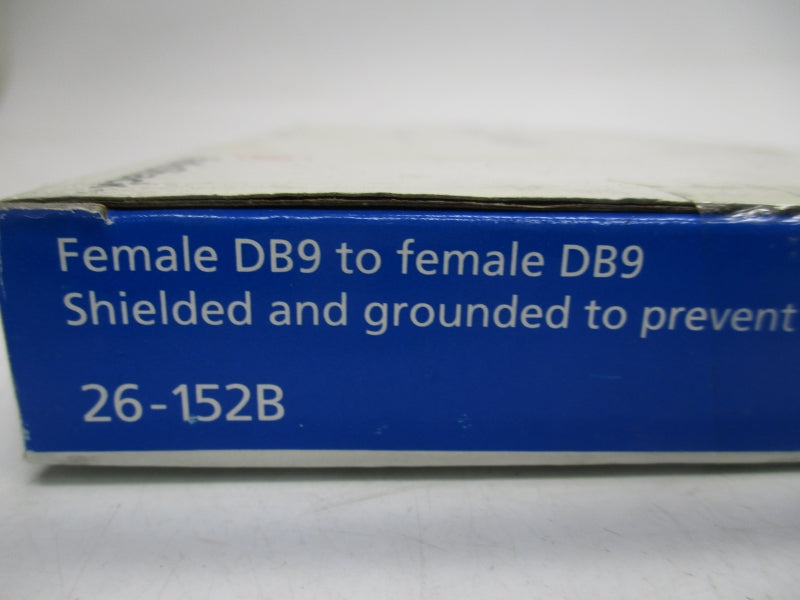 Female DB9 to female DB9
Shielded and grounded to prevent
26-152B